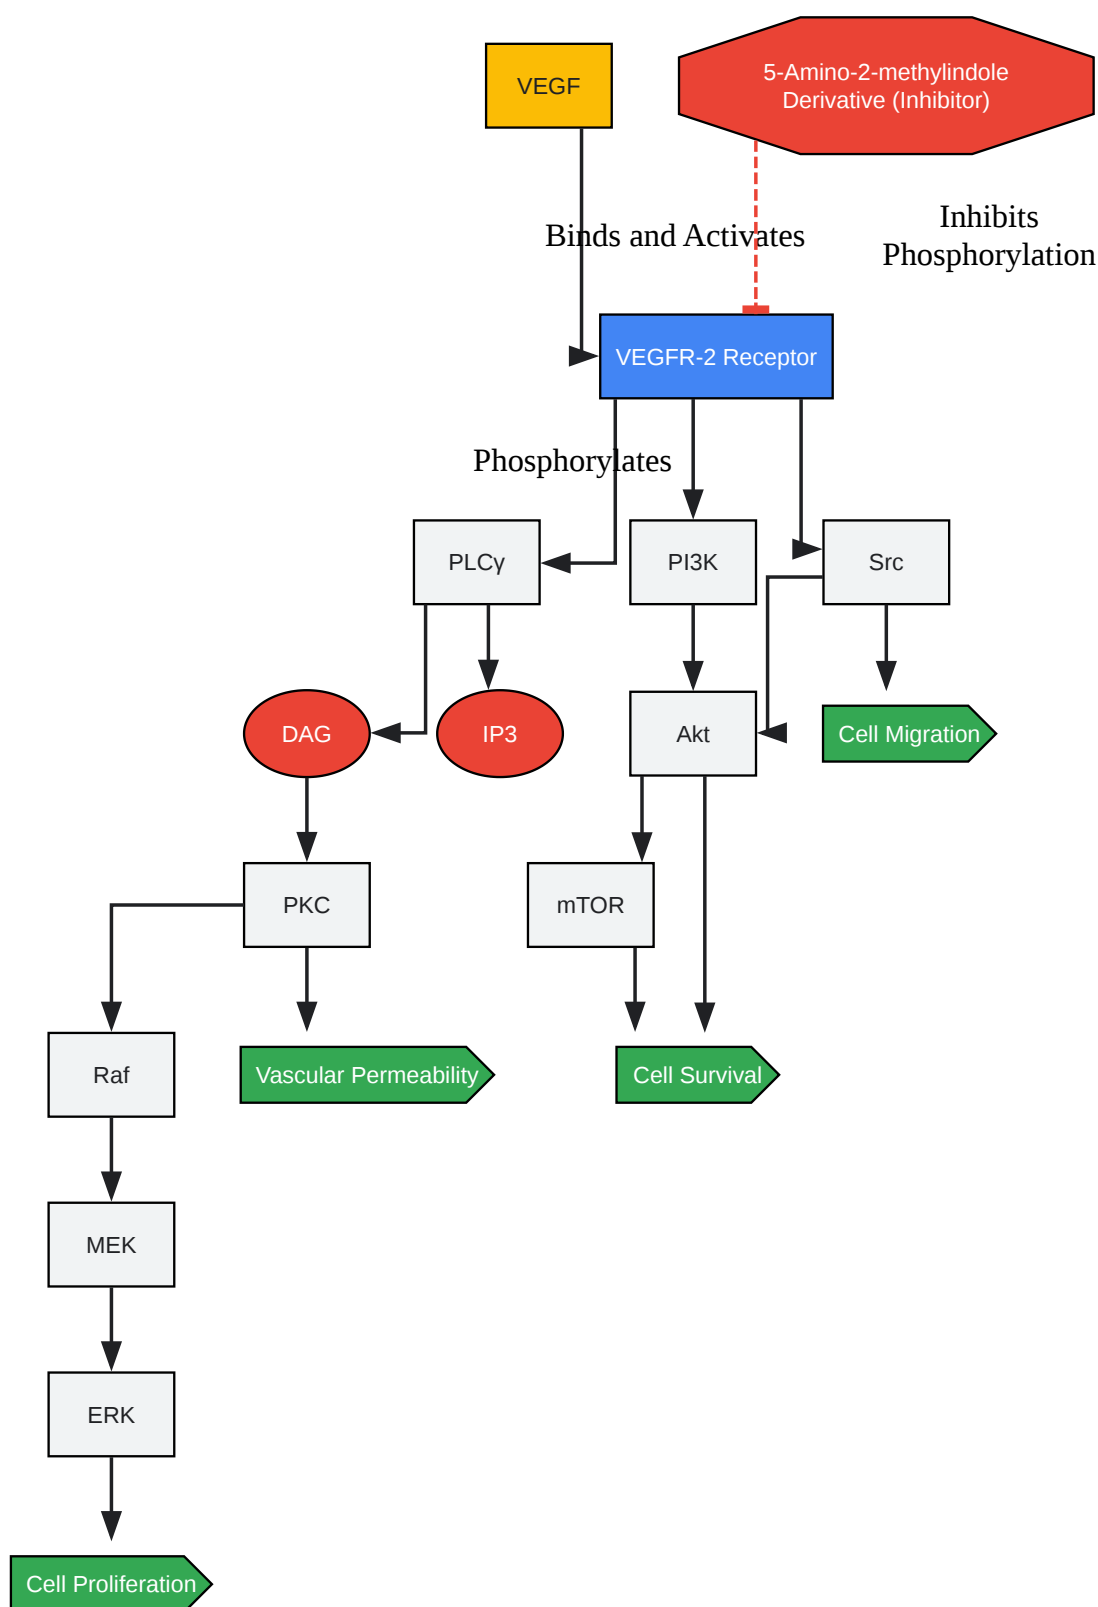 VEGF
5-Amino-2-methylindole
Derivative (Inhibitor)
Binds and Activates
Inhibits
Phosphorylation
VEGFR-2 Receptor
Phosphorylates
PLCγ
PI3K
Src
DAG
IP3
Akt
Cell Migration
PKC
mTOR
Raf
Vascular Permeability
Cell Survival
MEK
ERK
Cell Proliferation